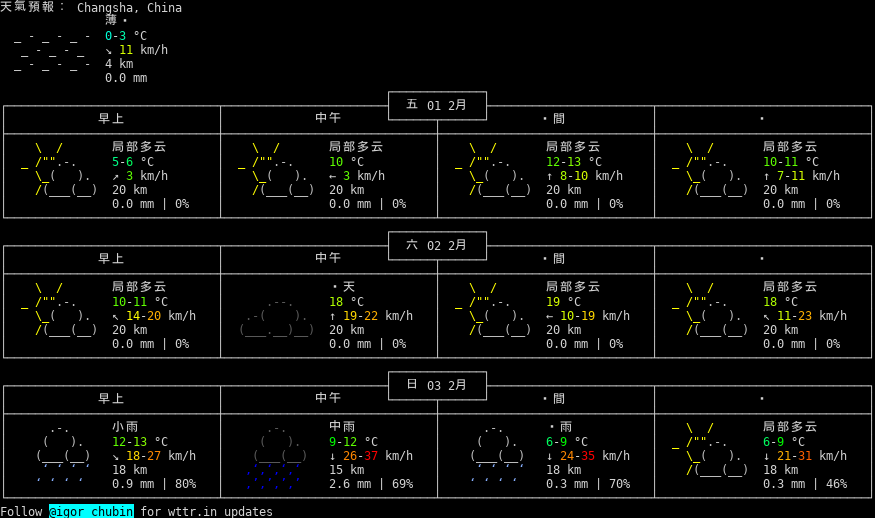 天氣預報： Changsha, China
薄・
0-3 °C
↘ 11 km/h
4 km
0.0 mm
五 01 2月
早上 中午 ・間 ・
局部多云 局部多云 局部多云 局部多云
5-6 °C 10 °C 12-13 °C 10-11 °C
↗ 3 km/h ← 3 km/h ↑ 8-10 km/h ↑ 7-11 km/h
20 km 20 km 20 km 20 km
0.0 mm | 0% 0.0 mm | 0% 0.0 mm | 0% 0.0 mm | 0%
六 02 2月
早上 中午 ・間 ・
局部多云 ・天 局部多云 局部多云
10-11 °C 18 °C 19 °C 18 °C
↖ 14-20 km/h ↑ 19-22 km/h ← 10-19 km/h ↖ 11-23 km/h
20 km 20 km 20 km 20 km
0.0 mm | 0% 0.0 mm | 0% 0.0 mm | 0% 0.0 mm | 0%
日 03 2月
早上 中午 ・間 ・
小雨 中雨 ・雨 局部多云
12-13 °C 9-12 °C 6-9 °C 6-9 °C
↘ 18-27 km/h ↓ 26-37 km/h ↓ 24-35 km/h ↓ 21-31 km/h
18 km 15 km 18 km 18 km
0.9 mm | 80% 2.6 mm | 69% 0.3 mm | 70% 0.3 mm | 46%
Follow @igor_chubin for wttr.in updates